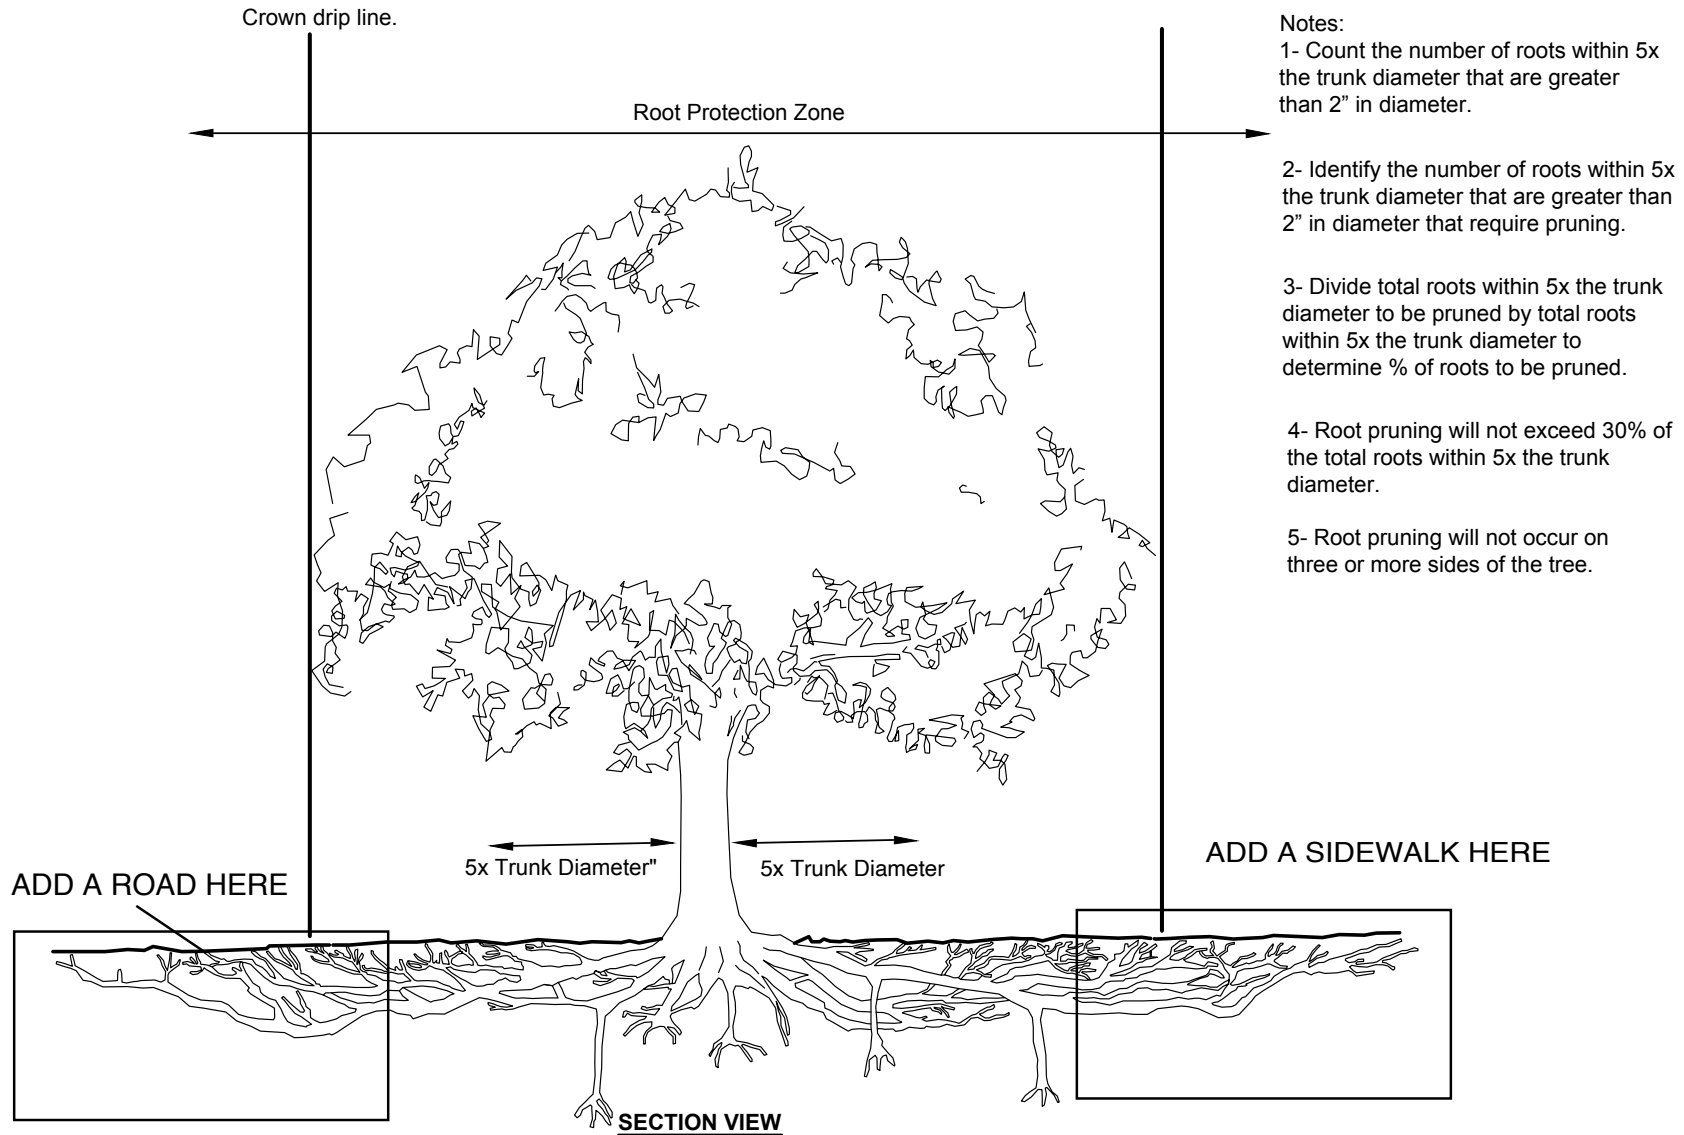 Crown drip line.
Root Protection Zone
Notes:
1- Count the number of roots within 5x
the trunk diameter that are greater
than 2” in diameter.
2- Identify the number of roots within 5x
the trunk diameter that are greater than
2” in diameter that require pruning.
3- Divide total roots within 5x the trunk
diameter to be pruned by total roots
within 5x the trunk diameter to
determine % of roots to be pruned.
4- Root pruning will not exceed 30% of
the total roots within 5x the trunk
diameter.
5- Root pruning will not occur on
three or more sides of the tree.
5x Trunk Diameter"
5x Trunk Diameter
ADD A SIDEWALK HERE
ADD A ROAD HERE
SECTION VIEW